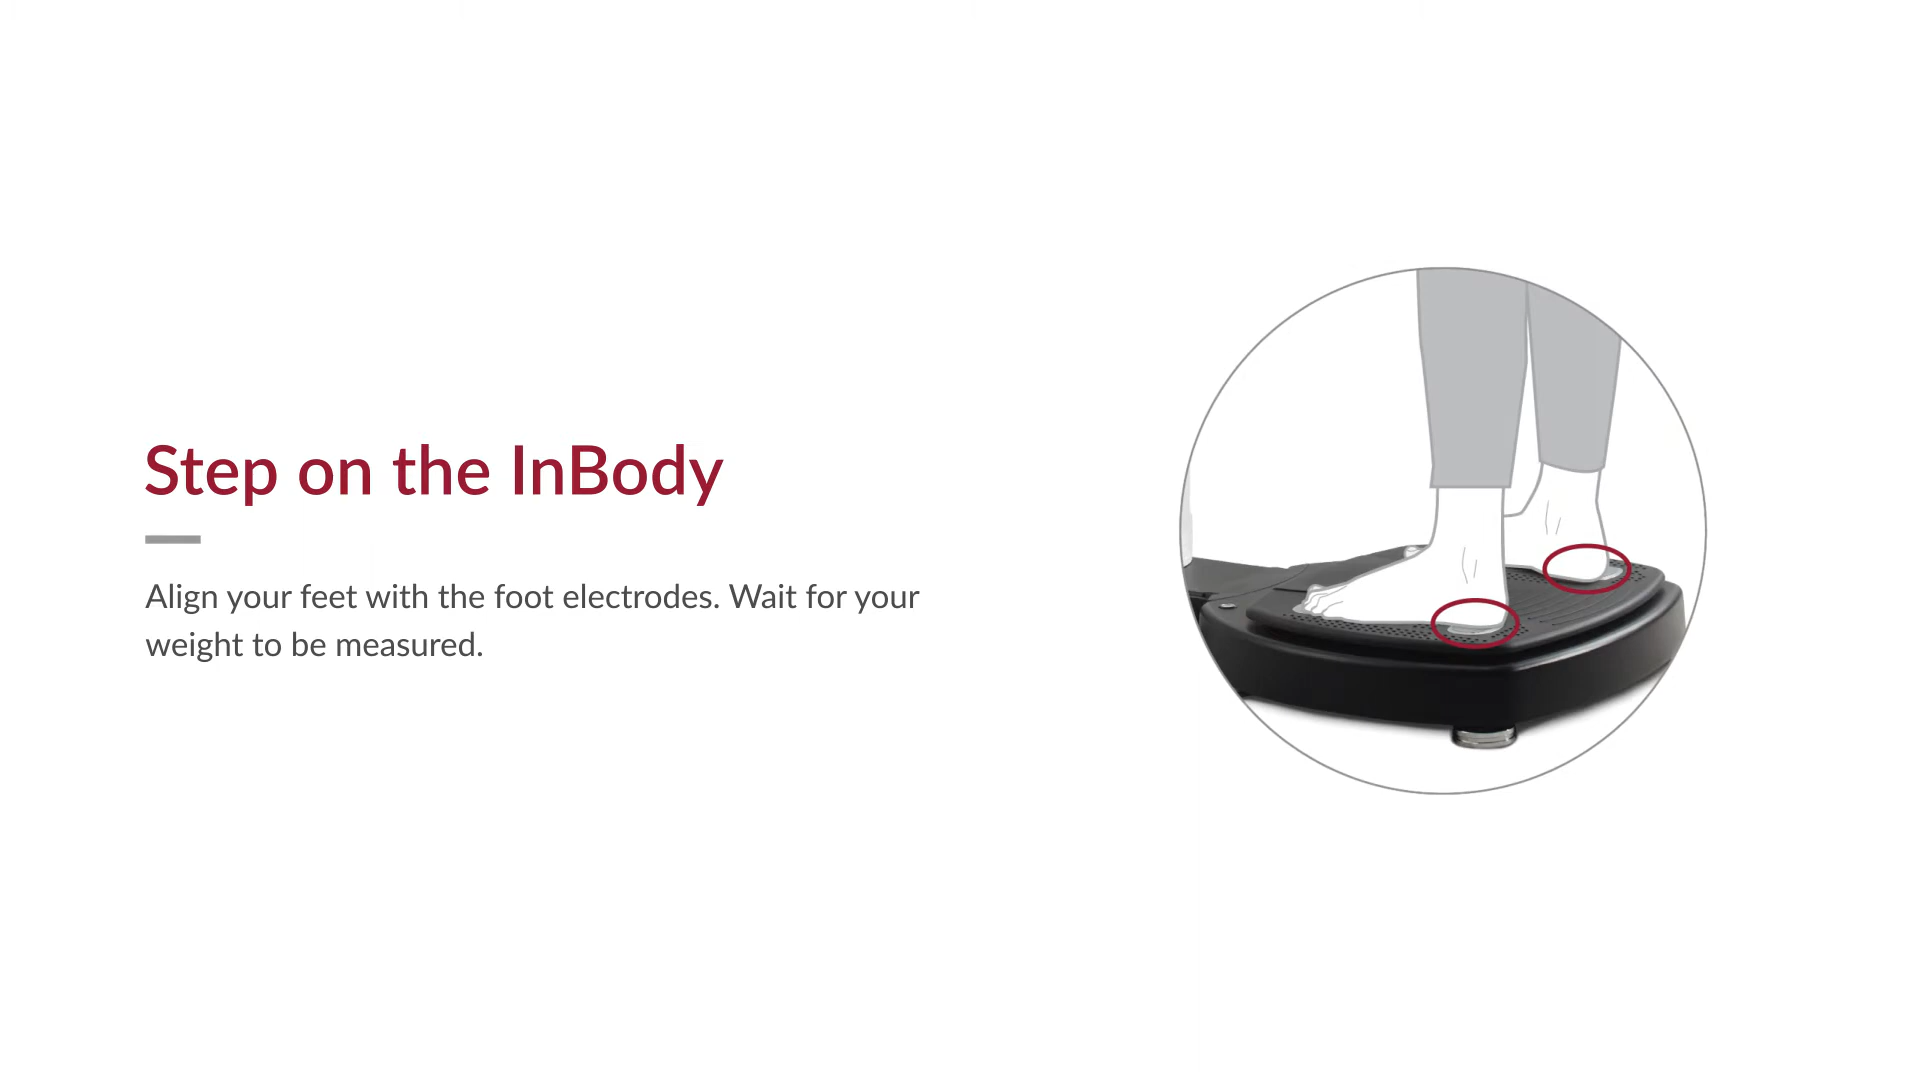 Step on the InBody
Align your feet with the foot electrodes. Wait for your
weight to be measured.